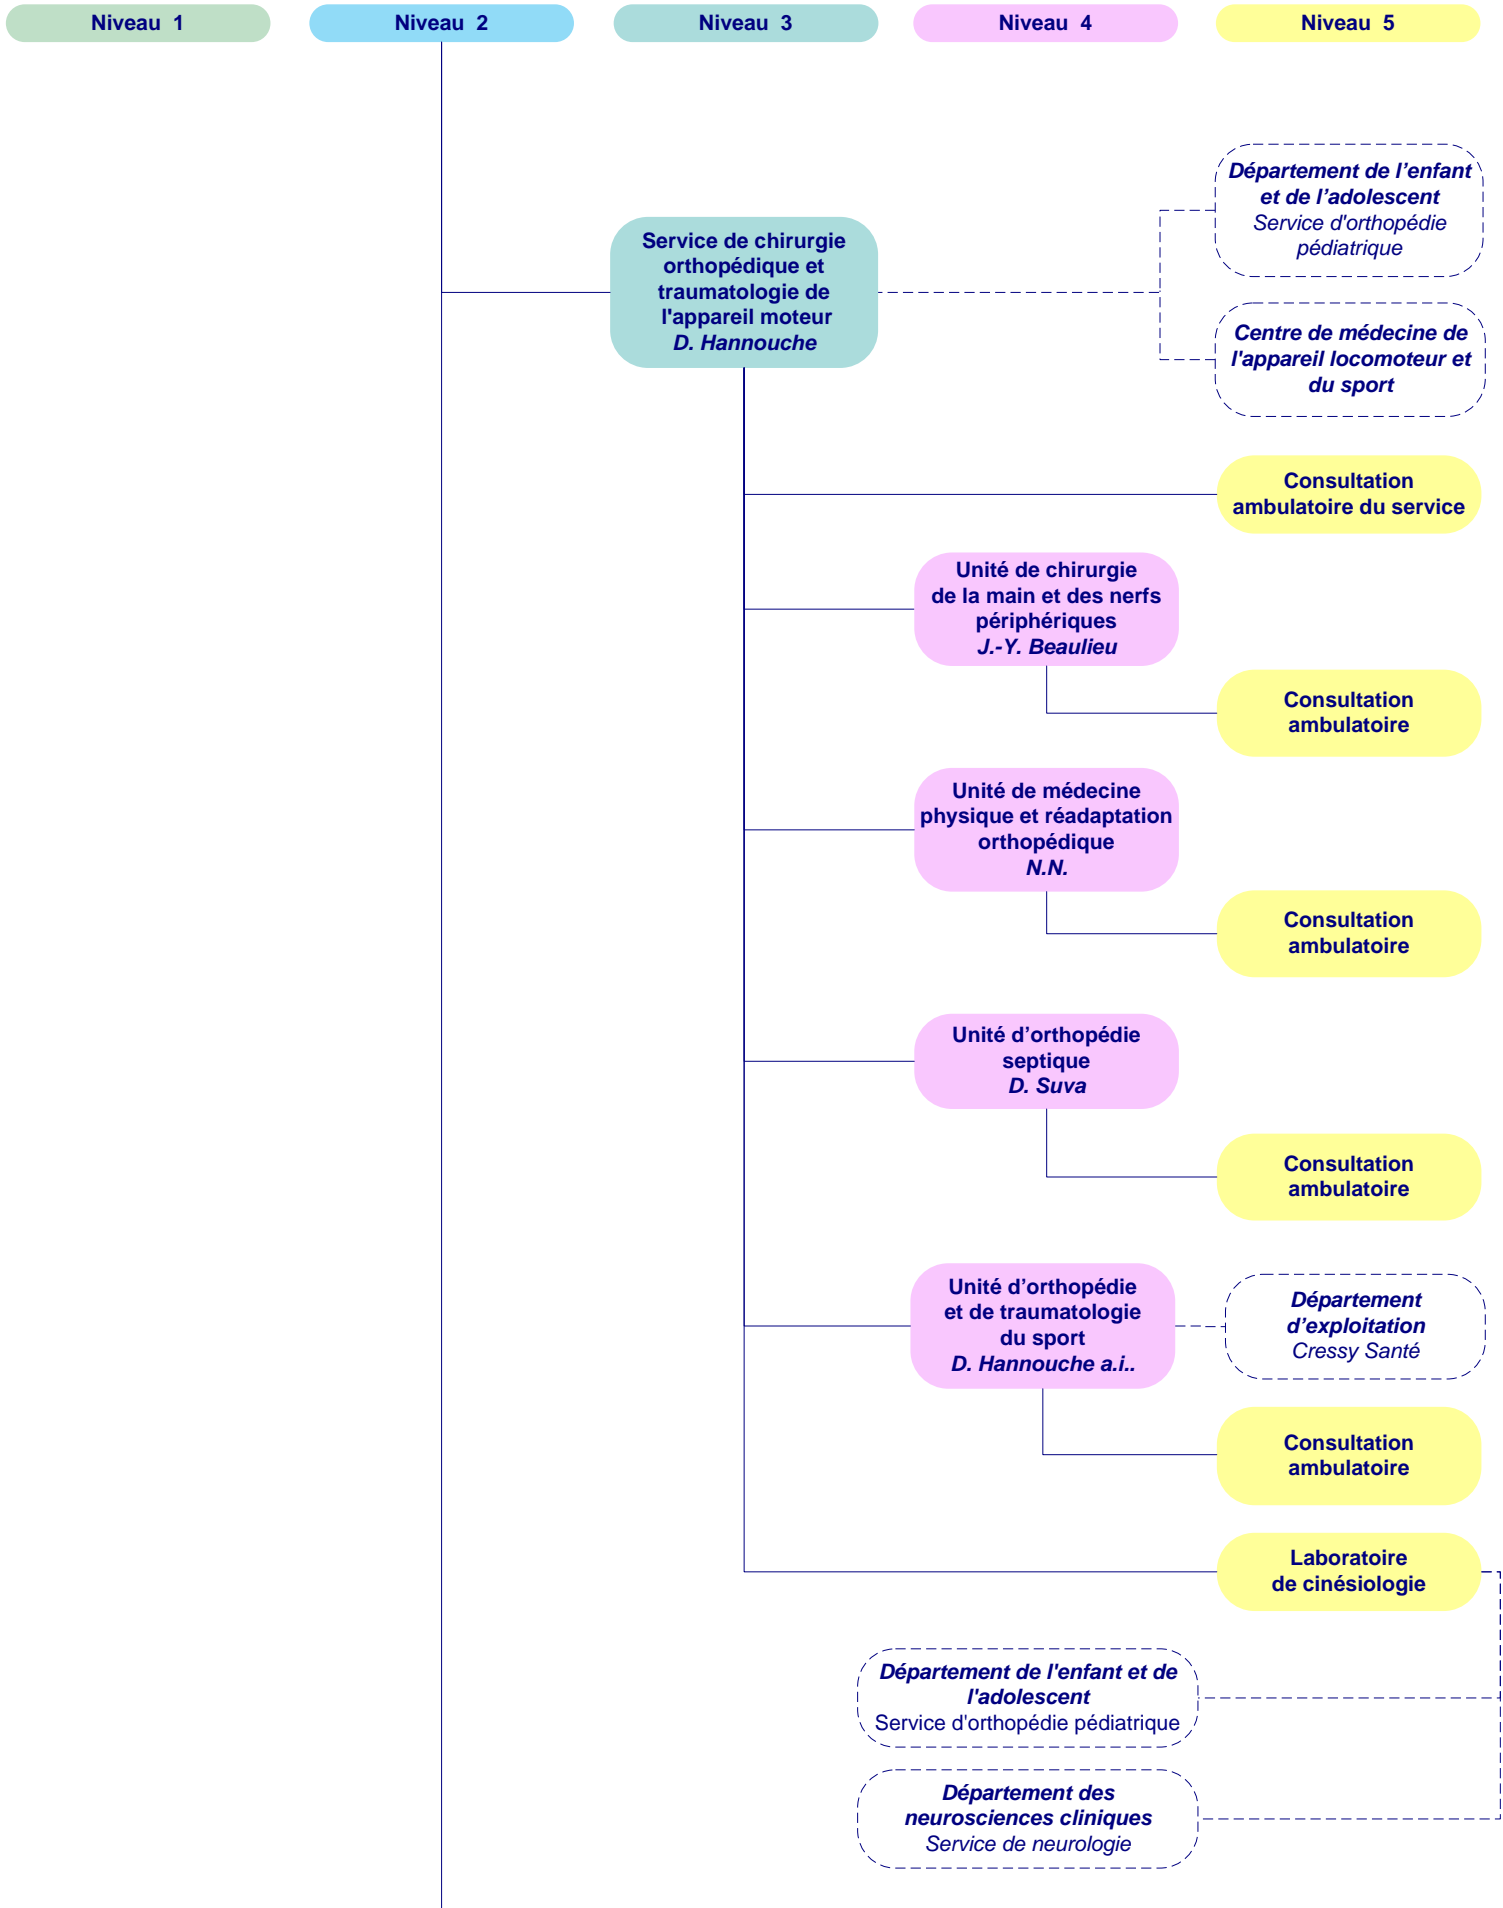 Niveau 1
Niveau 2
Niveau 3
Niveau 4
Niveau 5
Département de l’enfant
et de l’adolescent
Service d'orthopédie
pédiatrique
Service de chirurgie
orthopédique et
traumatologie de
l'appareil moteur
D. Hannouche
Centre de médecine de
l'appareil locomoteur et
du sport
Consultation
ambulatoire du service
Unité de chirurgie
de la main et des nerfs
périphériques
J.-Y. Beaulieu
Consultation
ambulatoire
Unité de médecine
physique et réadaptation
orthopédique
N.N.
Consultation
ambulatoire
Unité d’orthopédie
septique
D. Suva
Consultation
ambulatoire
Unité d’orthopédie
et de traumatologie
du sport
D. Hannouche a.i..
Département
d’exploitation
Cressy Santé
Consultation
ambulatoire
Laboratoire
de cinésiologie
Département de l'enfant et de
l'adolescent
Service d'orthopédie pédiatrique
Département des
neurosciences cliniques
Service de neurologie